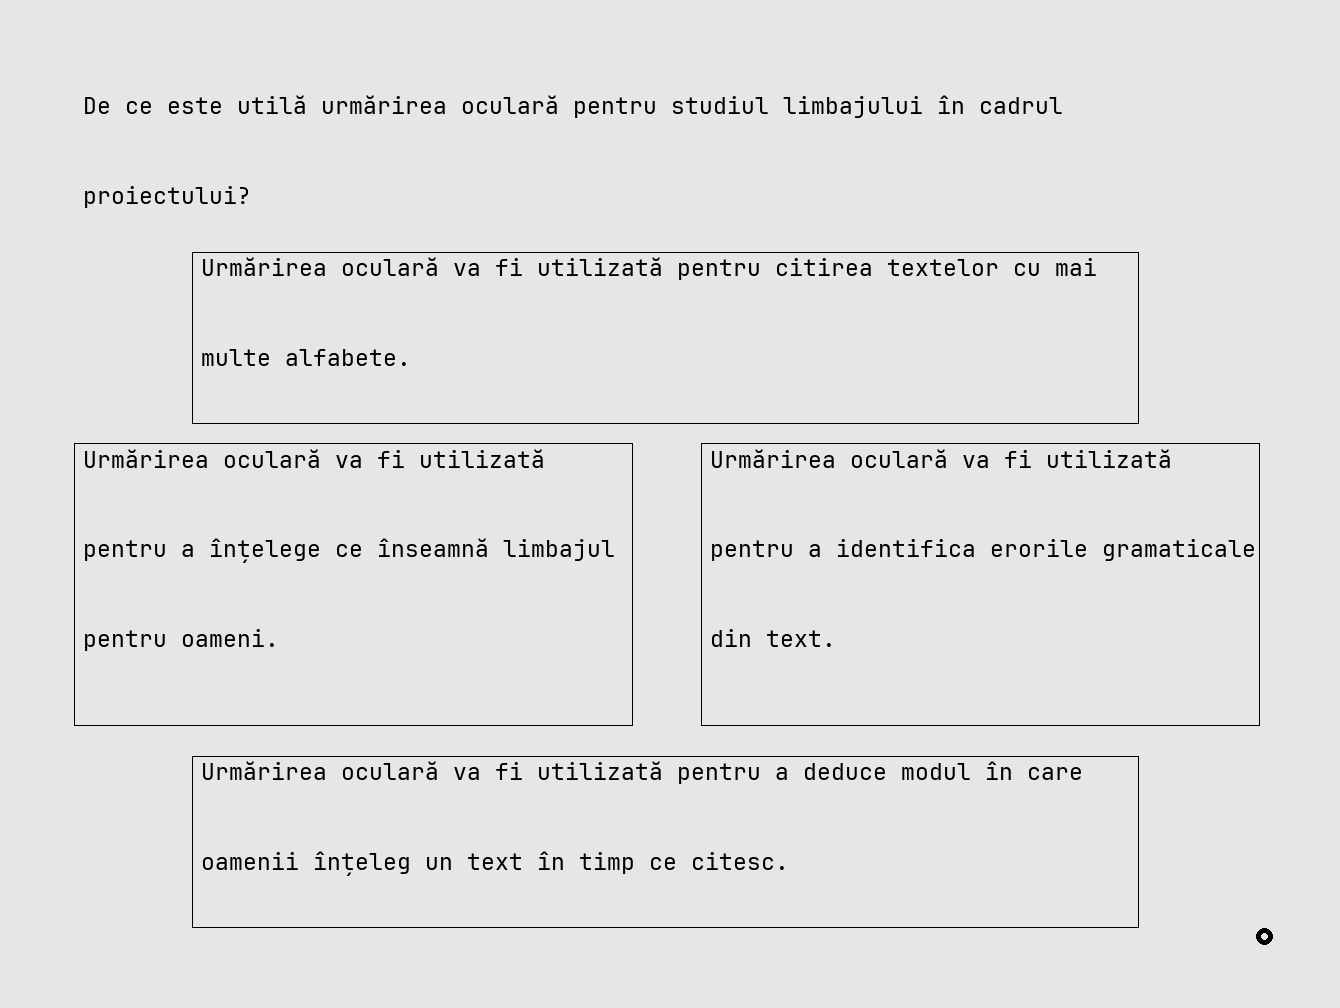 De ce este utilă urmărirea oculară pentru studiul limbajului în cadrul
proiectului?
Urmărirea oculară va fi utilizată pentru citirea textelor cu mai
multe alfabete.
Urmărirea oculară va fi utilizată
pentru a înțelege ce înseamnă limbajul
pentru oameni.
Urmărirea oculară va fi utilizată
pentru a identifica erorile gramaticale
din text.
Urmărirea oculară va fi utilizată pentru a deduce modul în care
oamenii înțeleg un text în timp ce citesc.